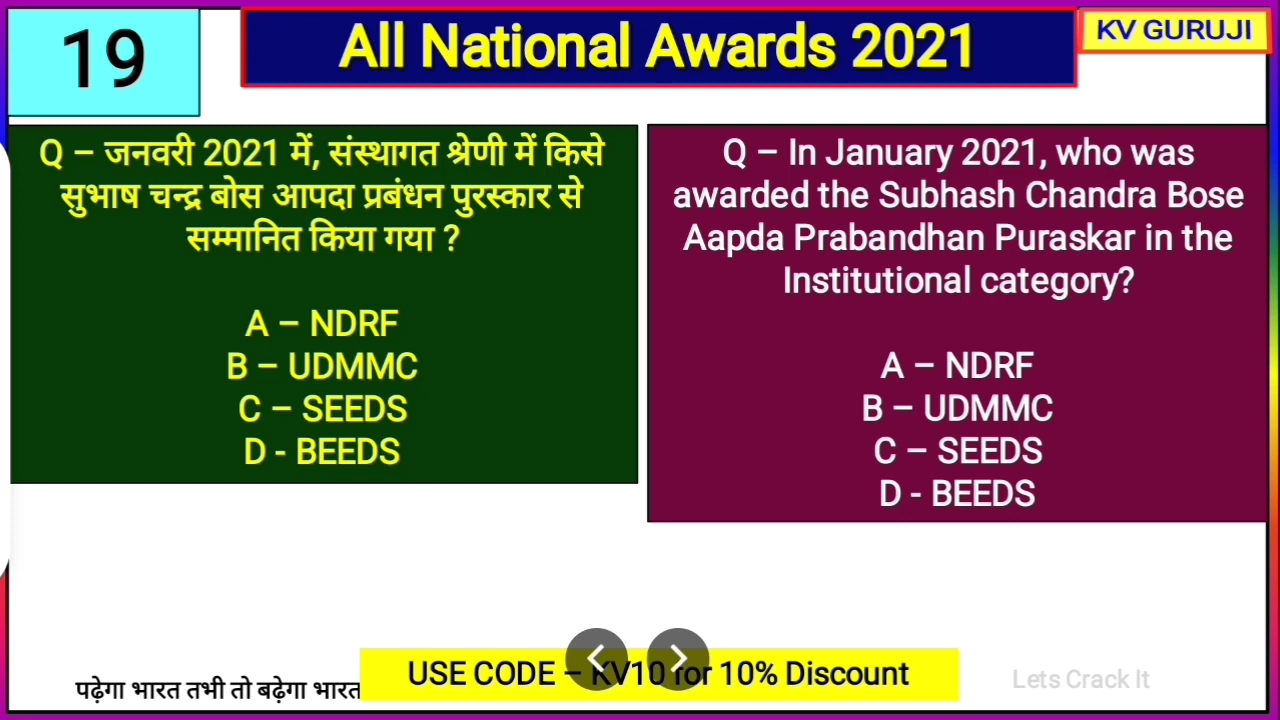 19
All National Awards 2021
KV GURUJI
Q – जनवरी 2021 में, संस्थागत श्रेणी में किसे
सुभाष चन्द्र बोस आपदा प्रबंधन पुरस्कार से
सम्मानित किया गया ?
A – NDRF
B – UDMMC
C – SEEDS
D - BEEDS
Q – In January 2021, who was
awarded the Subhash Chandra Bose
Aapda Prabandhan Puraskar in the
Institutional category?
A – NDRF
B – UDMMC
C – SEEDS
D - BEEDS
पढ़ेगा भारत तभी तो बढ़ेगा भारत
USE CODE – KV10 for 10% Discount
Lets Crack It